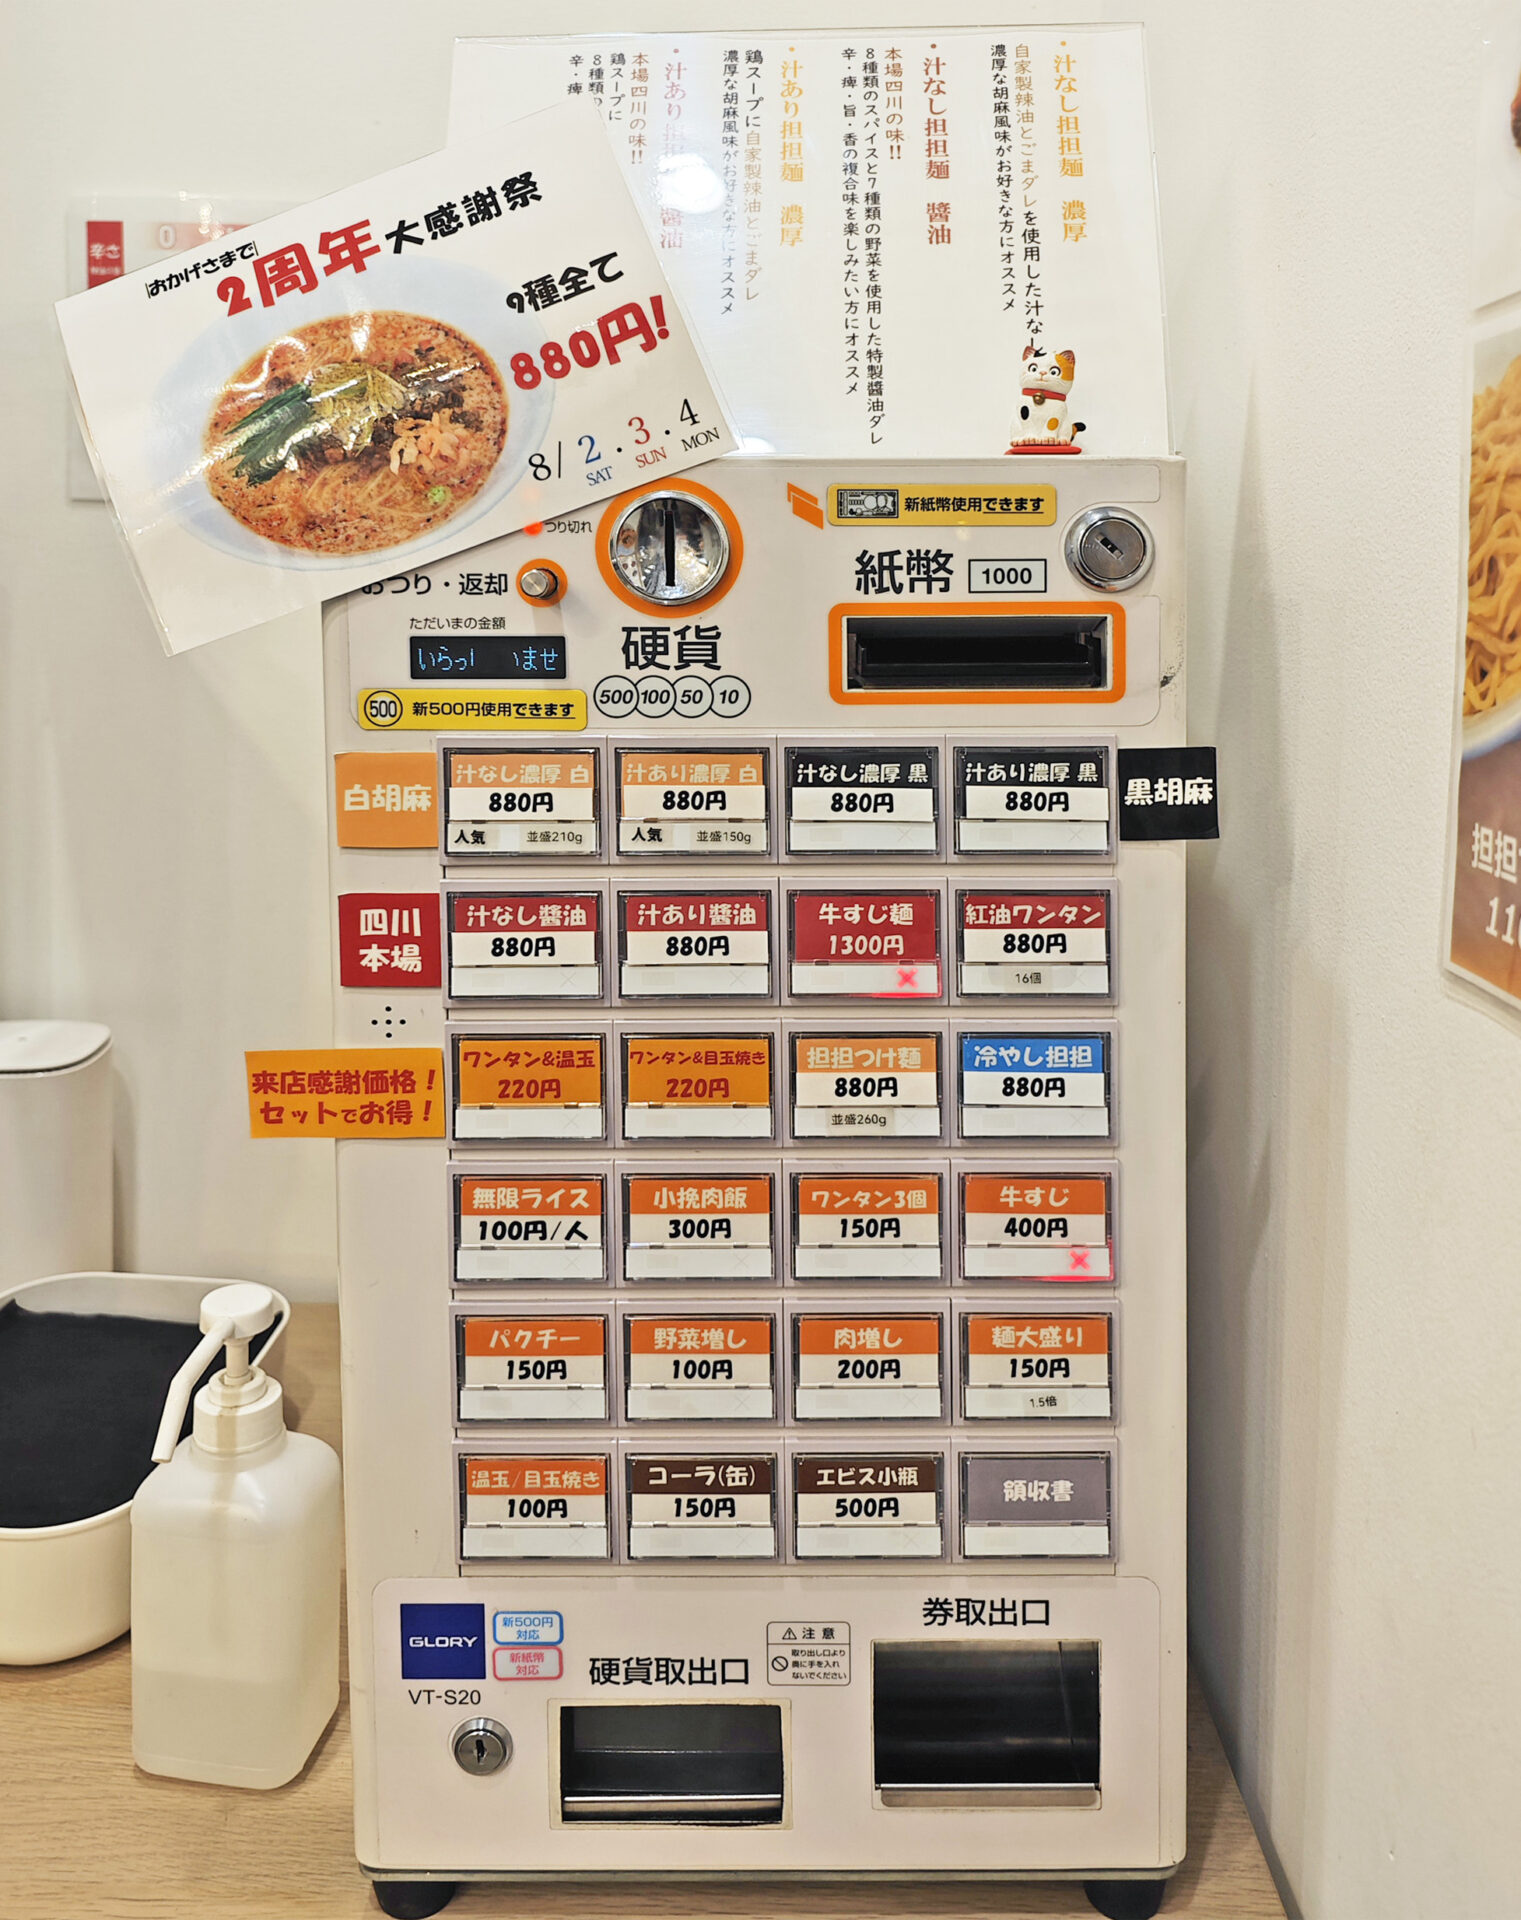 ・汁なし担担麺　濃厚
自家製辣油とごまダレを使用した汁な
濃厚な胡麻風味がお好きな方にオススメ
・汁なし担担麺　醬油
本場四川の味!!
8種類のスパイスと7種類の野菜を使用した特製醬油ダレ
辛・痺・旨・香の複合味を楽しみたい方にオススメ
・汁あり担担麺　濃厚
鶏スープに自家製辣油とごまダレ
濃厚な胡麻風味がお好きな方にオススメ
・汁あり担 醬油
本場四川の味!!
鶏スープに
8種類の
辛・痺
辛さ 0
おかげさまで
2周年大感謝祭
9種全て
880円!
8/2.3.4
SAT SUN MON
つり切れ
おつり・返却
ただいまの金額
いらっ ませ
500 新500円使用できます
硬貨
500 100 50 10
新紙幣使用できます
紙幣 1000
白胡麻
汁なし濃厚 白
880円
人気 並盛210g
汁あり濃厚 白
880円
人気 並盛150g
汁なし濃厚 黒
880円
汁あり濃厚 黒
880円
黒胡麻
四川
本場
汁なし醬油
880円
汁あり醬油
880円
牛すじ麺
1300円
×
紅油ワンタン
880円
16個
来店感謝価格！
セットでお得！
ワンタン&温玉
220円
ワンタン&目玉焼き
220円
担担つけ麺
880円
並盛260g
冷やし担担
880円
無限ライス
100円/人
小挽肉飯
300円
ワンタン3個
150円
牛すじ
400円
×
パクチー
150円
野菜増し
100円
肉増し
200円
麺大盛り
150円
1.5倍
温玉/目玉焼き
100円
コーラ(缶)
150円
エビス小瓶
500円
領収書
GLORY
新500円
対応
新紙幣
対応
VT-S20
硬貨取出口
注意
取り出し口より
奥に手を入れ
ないでください
券取出口
担担
110